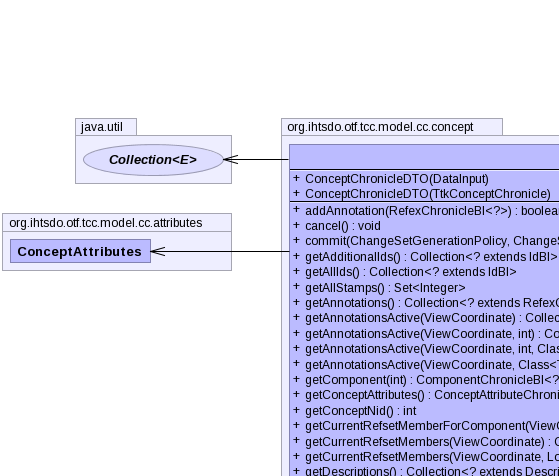 java.util
Collection<E>
org.ihtsdo.otf.tcc.model.cc.attributes
ConceptAttributes
org.ihtsdo.otf.tcc.model.cc.concept
+ ConceptChronicleDTO(DataInput)
+ ConceptChronicleDTO(TtkConceptChronicle)
+ addAnnotation(RefexChronicleBI<?>) : boolea
+ cancel() : void
+ commit(ChangeSetGenerationPolicy, ChangeS
+ getAdditionalIds() : Collection<? extends IdBI>
+ getAllIds() : Collection<? extends IdBI>
+ getAllStamps() : Set<Integer>
+ getAnnotations() : Collection<? extends RefexC
+ getAnnotationsActive(ViewCoordinate) : Collec
+ getAnnotationsActive(ViewCoordinate, int) : Co
+ getAnnotationsActive(ViewCoordinate, int, Clas
+ getAnnotationsActive(ViewCoordinate, Class<T
+ getComponent(int) : ComponentChronicleBI<?
+ getConceptAttributes() : ConceptAttributeChroni
+ getConceptNid() : int
+ getCurrentRefsetMemberForComponent(ViewC
+ getCurrentRefsetMembers(ViewCoordinate) : C
+ getCurrentRefsetMembers(ViewCoordinate, Lo
+ getDescriptions() : Collection<? extends Descri